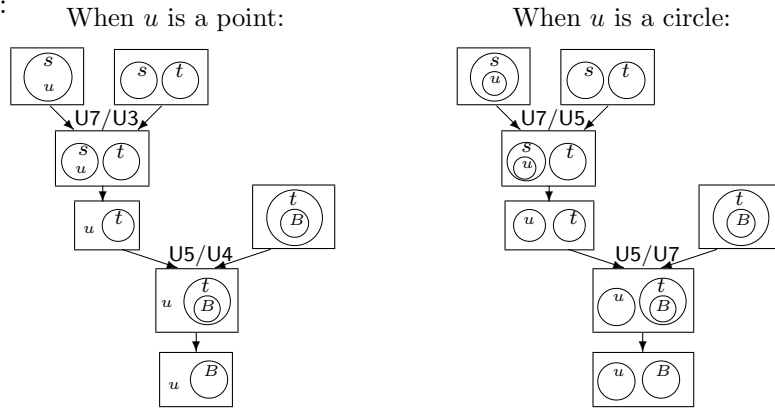 :
When u is a point:
When u is a circle:
s
u
s t
s
u
s t
U7/U3
U7/U5
s
u
t
s
u
t
u t
t
B
u t
t
B
U5/U4
U5/U7
u
t
B
u
t
B
u B
u B